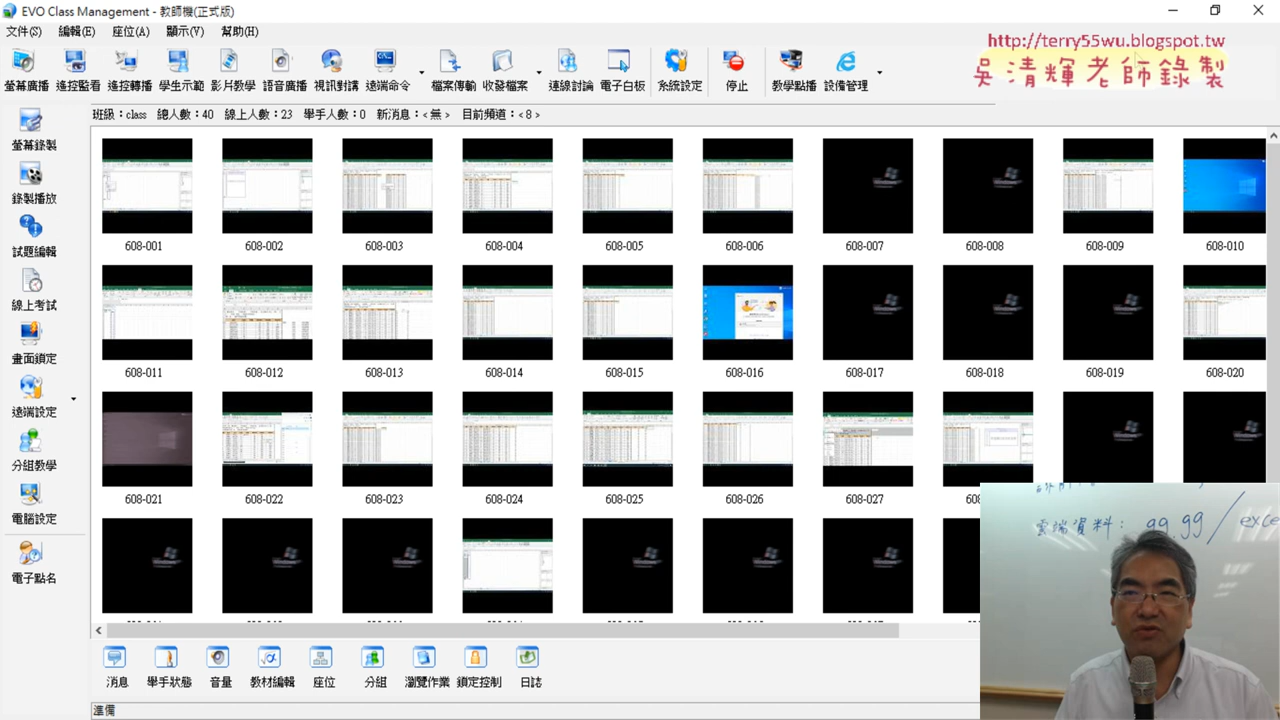 EVO Class Management - 教師機(正式版)
文件(S) 編輯(E) 座位(A) 顯示(V) 幫助(H)
http://terry55wu.blogspot.tw
吳清輝老師錄製
螢幕廣播 遙控監看 遙控轉播 學生示範 影片教學 語音廣播 視訊對講 遠端命令 檔案傳輸 收發檔案 連線討論 電子白板 系統設定 停止 教學點播 設備管理
班級：class 總人數：40 線上人數：23 舉手人數：0 新消息：<無> 目前頻道：<8>
螢幕錄製
錄製播放
試題編輯
線上考試
畫面鎖定
遠端設定
分組教學
電腦設定
電子點名
608-001 608-002 608-003 608-004 608-005 608-006 608-007 608-008 608-009 608-010
608-011 608-012 608-013 608-014 608-015 608-016 608-017 608-018 608-019 608-020
608-021 608-022 608-023 608-024 608-025 608-026 608-027
雲端資料：99.99/exce
消息 舉手狀態 音量 教材編輯 座位 分組 瀏覽作業 鎖定控制 日誌
準備